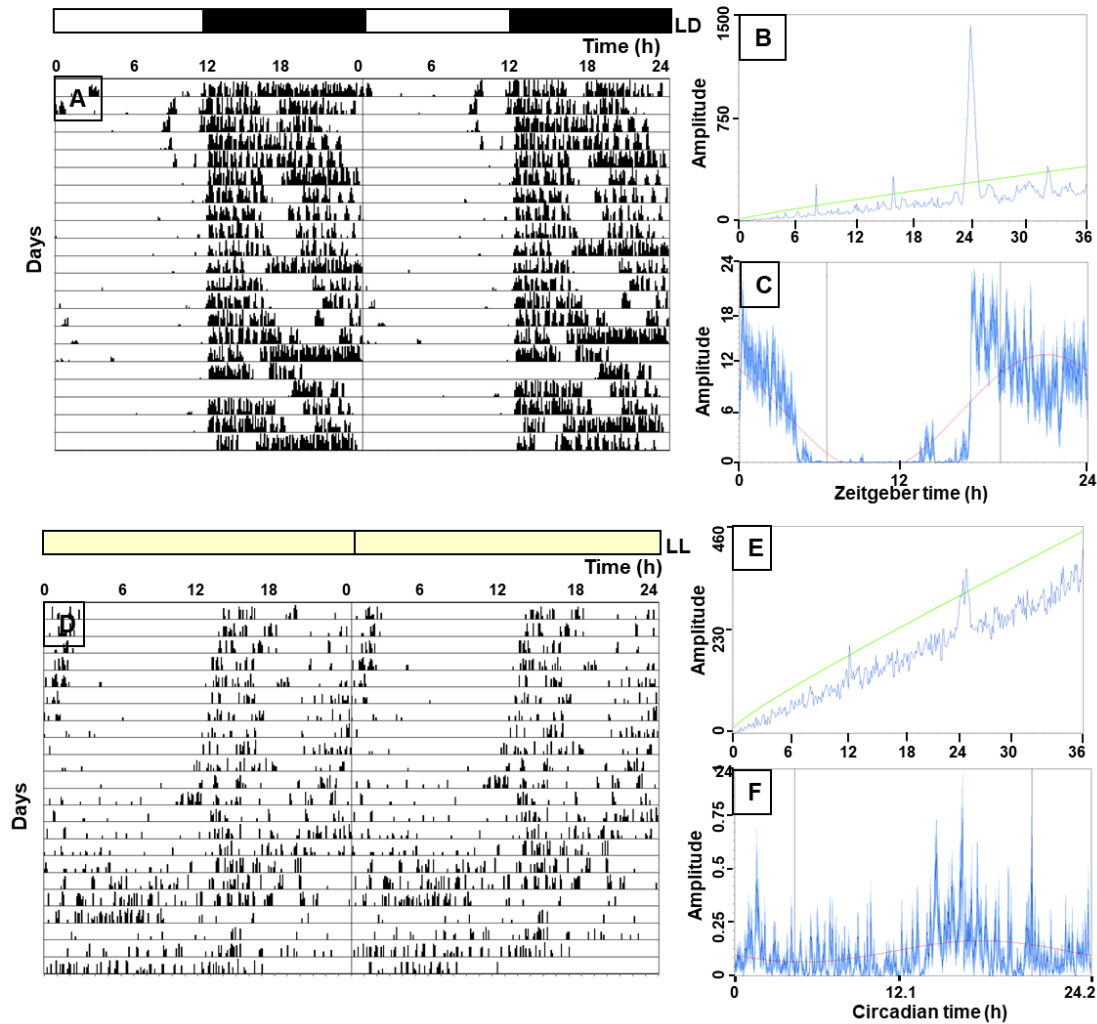 LD
Time (h)
0 6 12 18 0 6 12 18 24
A
Days
B
Amplitude
1500
750
0
0 6 12 18 24 30 36
C
Amplitude
24
18
12
6
0
0 12 24
Zeitgeber time (h)
LL
Time (h)
0 6 12 18 0 6 12 18 24
D
Days
E
Amplitude
460
230
0
0 6 12 18 24 30 36
F
Amplitude
24
0.75
0.5
0.25
0
0 12.1 24.2
Circadian time (h)